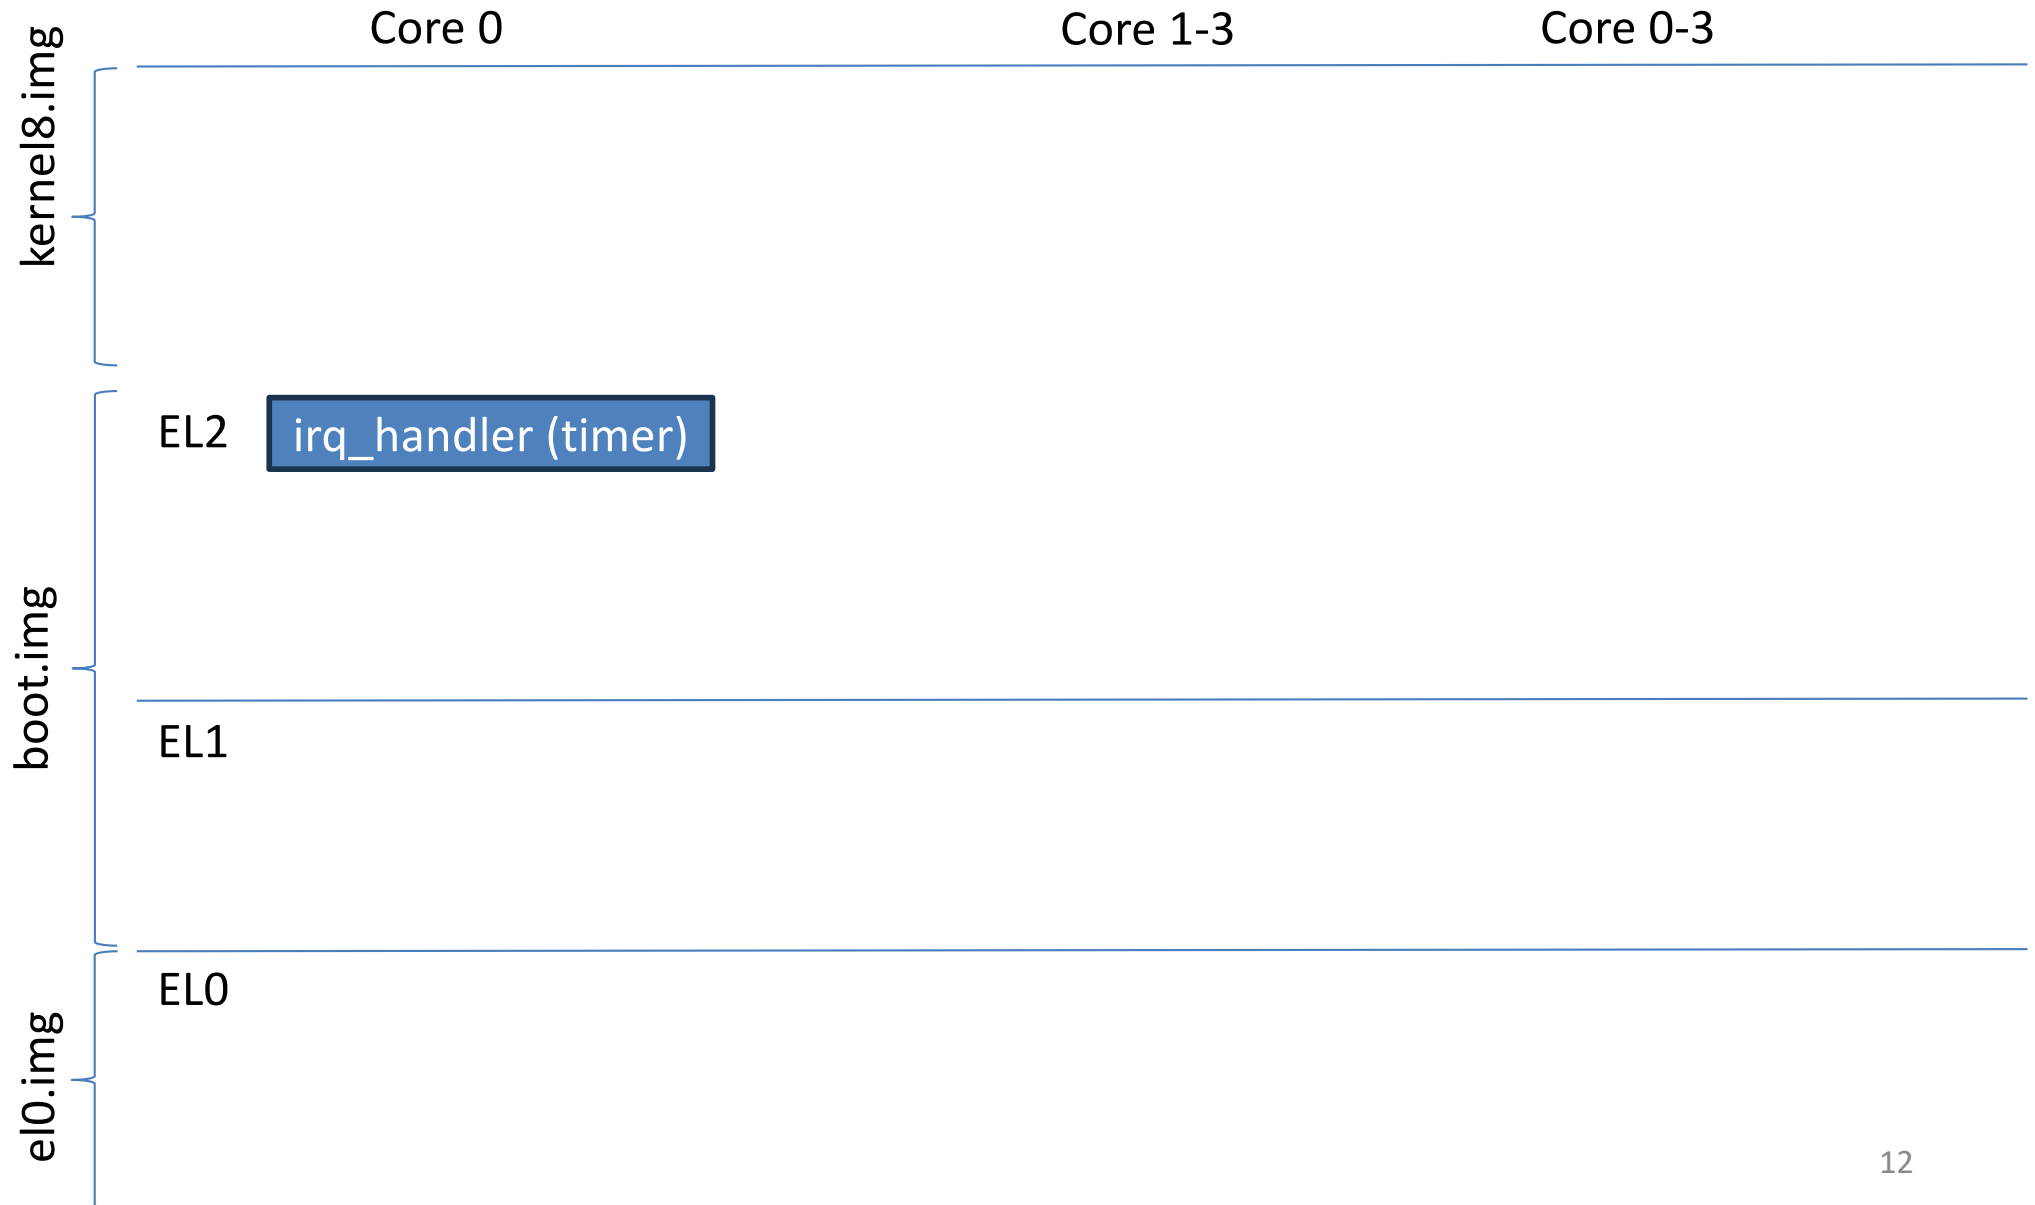 Core 0
Core 1-3
Core 0-3
kernel8.img
EL2
irq_handler (timer)
boot.img
EL1
EL0
el0.img
12